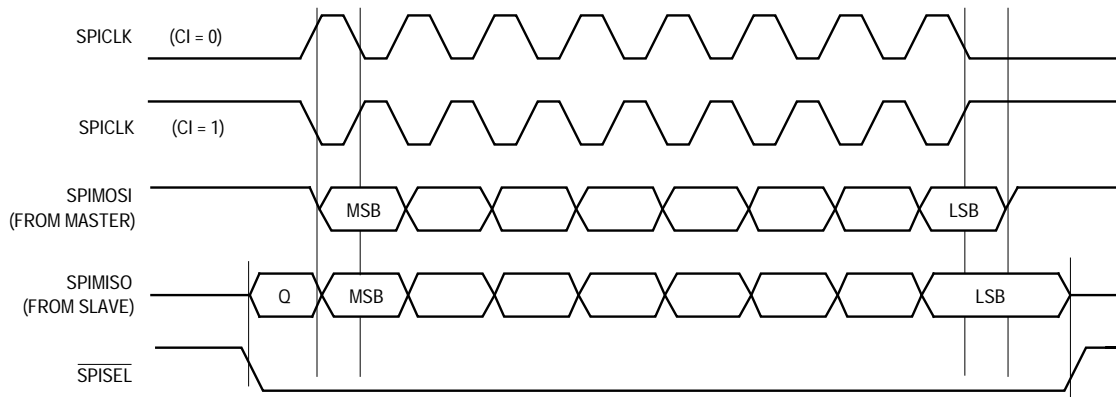 SPICLK (CI = 0)
SPICLK (CI = 1)
SPIMOSI
(FROM MASTER)
MSB LSB
SPIMISO
(FROM SLAVE)
Q MSB LSB
SPISEL